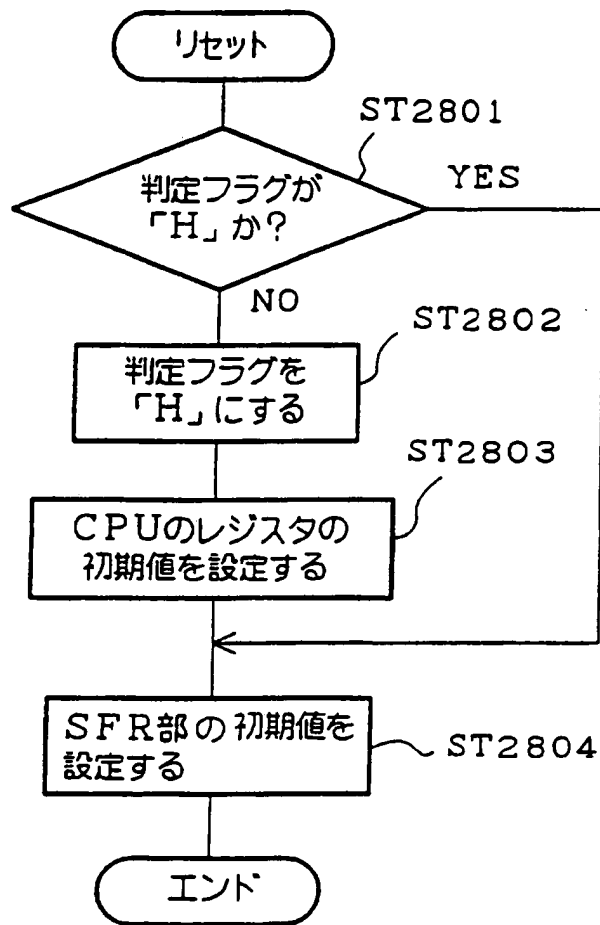 リセット
ST2801
判定フラグが
「H」か?
YES
NO
ST2802
判定フラグを
「H」にする
ST2803
CPUのレジスタの
初期値を設定する
SFR部の初期値を
設定する
ST2804
エンド